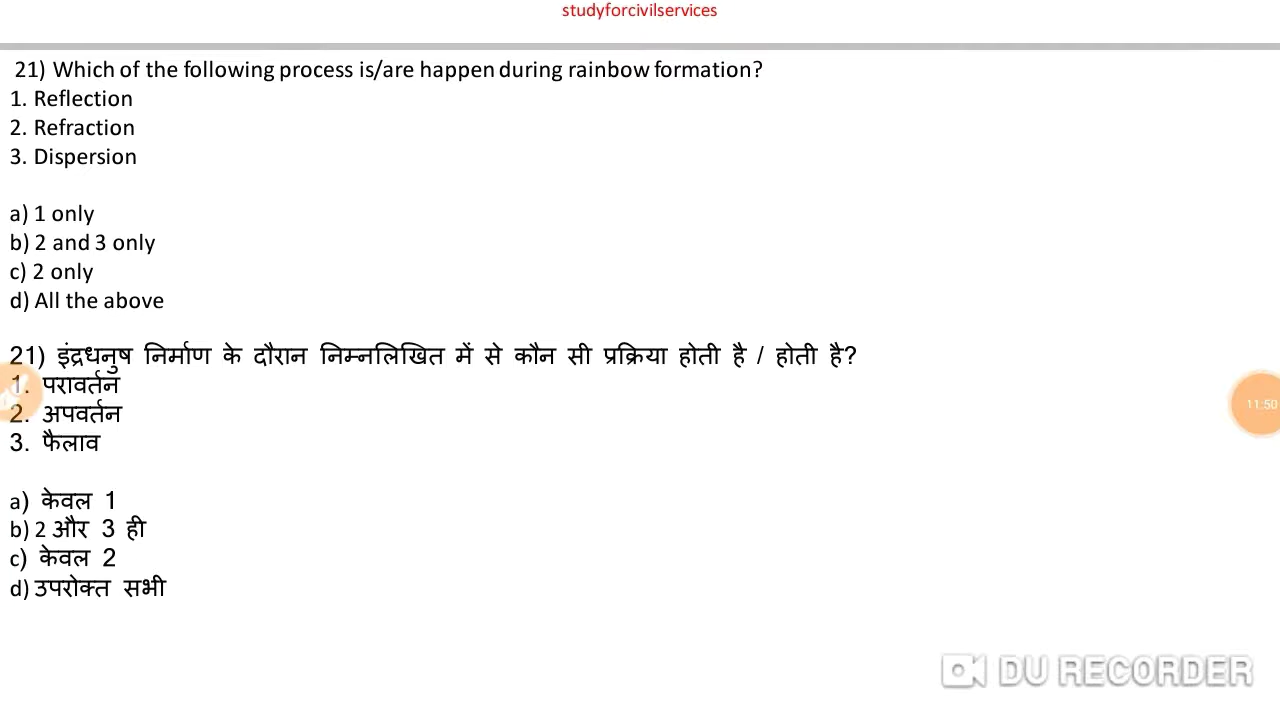 studyforcivilservices
21) Which of the following process is/are happen during rainbow formation?
1. Reflection
2. Refraction
3. Dispersion
a) 1 only
b) 2 and 3 only
c) 2 only
d) All the above
21) इंद्रधनुष निर्माण के दौरान निम्नलिखित में से कौन सी प्रक्रिया होती है / होती है?
1. परावर्तन
2. अपवर्तन
3. फैलाव
11:50
a) केवल 1
b) 2 और 3 ही
c) केवल 2
d) उपरोक्त सभी
DU RECORDER